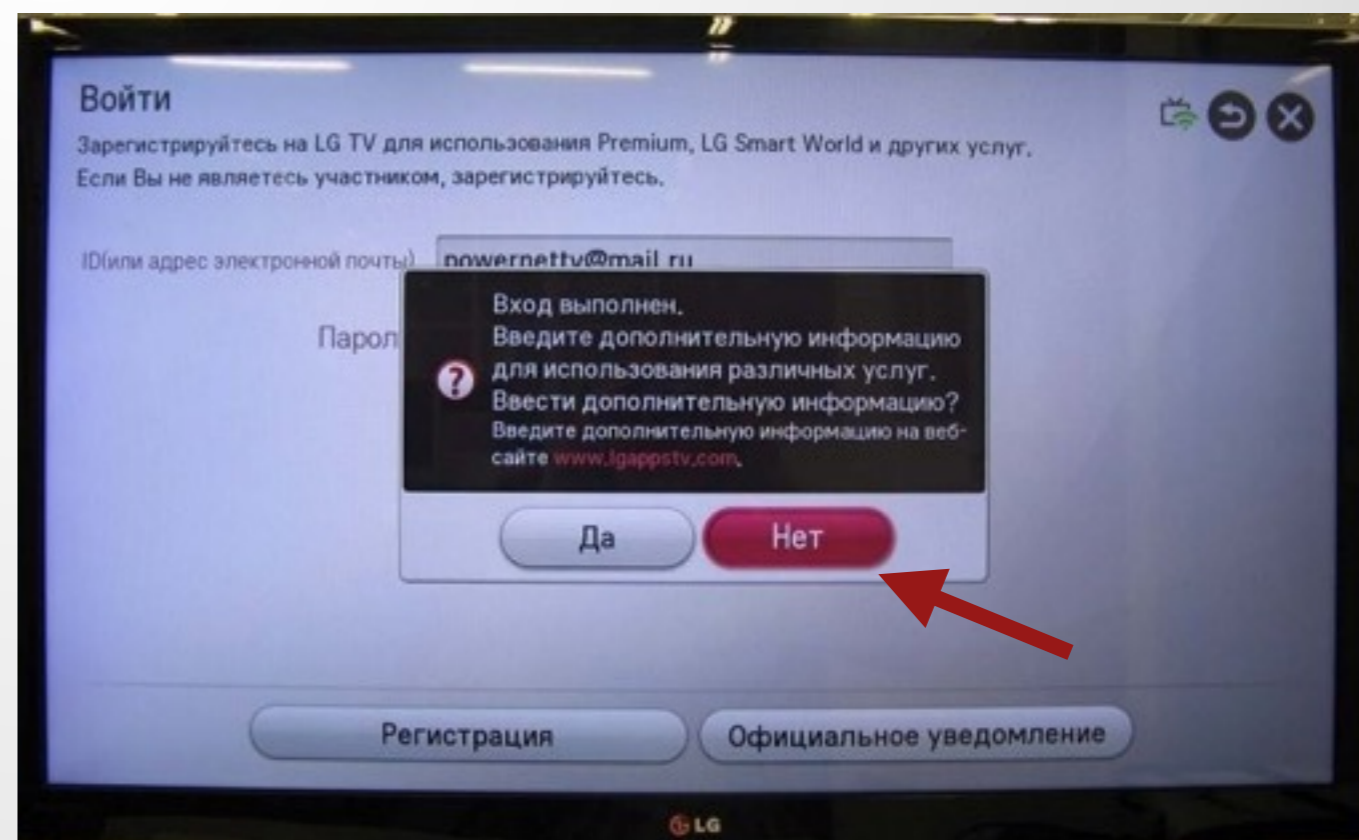 Войти
Зарегистрируйтесь на LG TV для использования Premium, LG Smart World и других услуг.
Если Вы не являетесь участником, зарегистрируйтесь.
ID(или адрес электронной почты) powernettv@mail.ru
Парол
Вход выполнен.
Введите дополнительную информацию
для использования различных услуг.
Ввести дополнительную информацию?
Введите дополнительную информацию на веб-
сайте www.lgappstv.com.
Да Нет
Регистрация Официальное уведомление
LG